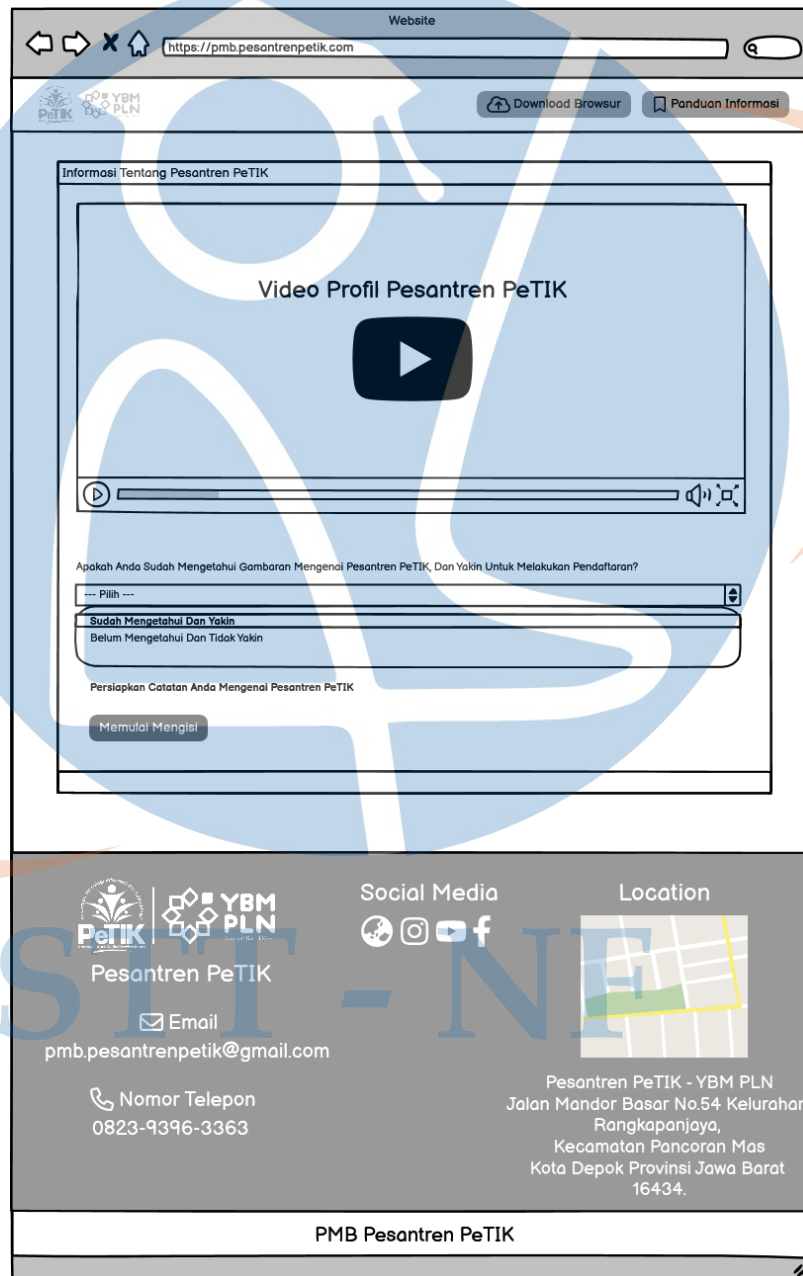 Website
https://pmb.pesantrenpetik.com
PeTIK YBM PLN
Download Browsur
Panduan Informasi
Informasi Tentang Pesantren PeTIK
Video Profil Pesantren PeTIK
Apakah Anda Sudah Mengetahui Gambaran Mengenai Pesantren PeTIK, Dan Yakin Untuk Melakukan Pendaftaran?
--- Pilih ---
Sudah Mengetahui Dan Yakin
Belum Mengetahui Dan Tidak Yakin
Persiapkan Catatan Anda Mengenai Pesantren PeTIK
Memulai Mengisi
PeTIK
YBM
PLN
Pesantren PeTIK
Email
pmb.pesantrenpetik@gmail.com
Nomor Telepon
0823-9396-3363
Social Media
Location
Pesantren PeTIK - YBM PLN
Jalan Mandor Basar No.54 Kelurahan
Rangkapanjaya,
Kecamatan Pancoran Mas
Kota Depok Provinsi Jawa Barat
16434.
STT - NF
PMB Pesantren PeTIK